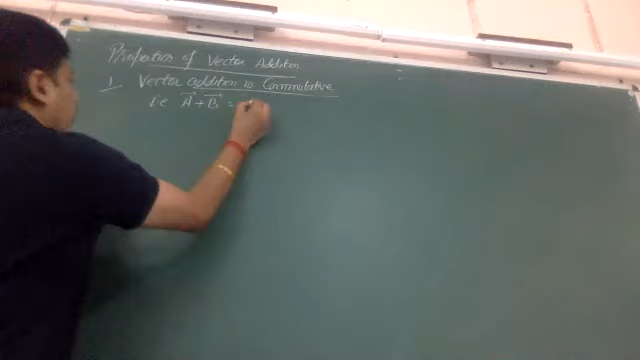 Properties of Vector Addition
1. Vector addition is Commutative
i.e A⃗ + B⃗ =